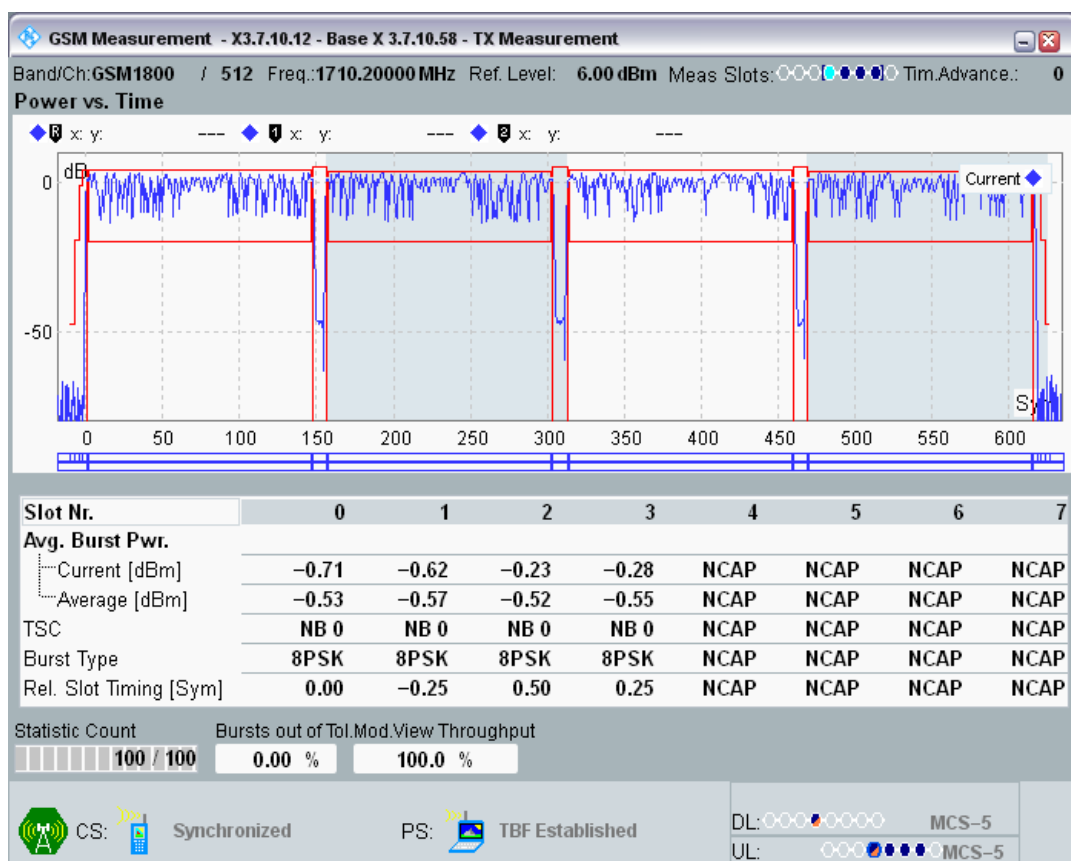 GSM Measurement - X3.7.10.12 - Base X 3.7.10.58 - TX Measurement
Band/Ch:GSM1800 / 512 Freq.:1710.20000 MHz Ref. Level: 6.00 dBm Meas Slots: Tim.Advance.: 0
Power vs. Time
R x: y: --- 1 x: y: --- 2 x: y: ---
dB
Current
0
-50
0 50 100 150 200 250 300 350 400 450 500 550 600
Slot Nr. 0 1 2 3 4 5 6 7
Avg. Burst Pwr.
Current [dBm] −0.71 −0.62 −0.23 −0.28 NCAP NCAP NCAP NCAP
Average [dBm] −0.53 −0.57 −0.52 −0.55 NCAP NCAP NCAP NCAP
TSC NB 0 NB 0 NB 0 NB 0 NCAP NCAP NCAP NCAP
Burst Type 8PSK 8PSK 8PSK 8PSK NCAP NCAP NCAP NCAP
Rel. Slot Timing [Sym] 0.00 −0.25 0.50 0.25 NCAP NCAP NCAP NCAP
Statistic Count Bursts out of Tol. Mod.View Throughput
100 / 100 0.00 % 100.0 %
CS: Synchronized PS: TBF Established
DL: MCS−5
UL: MCS−5